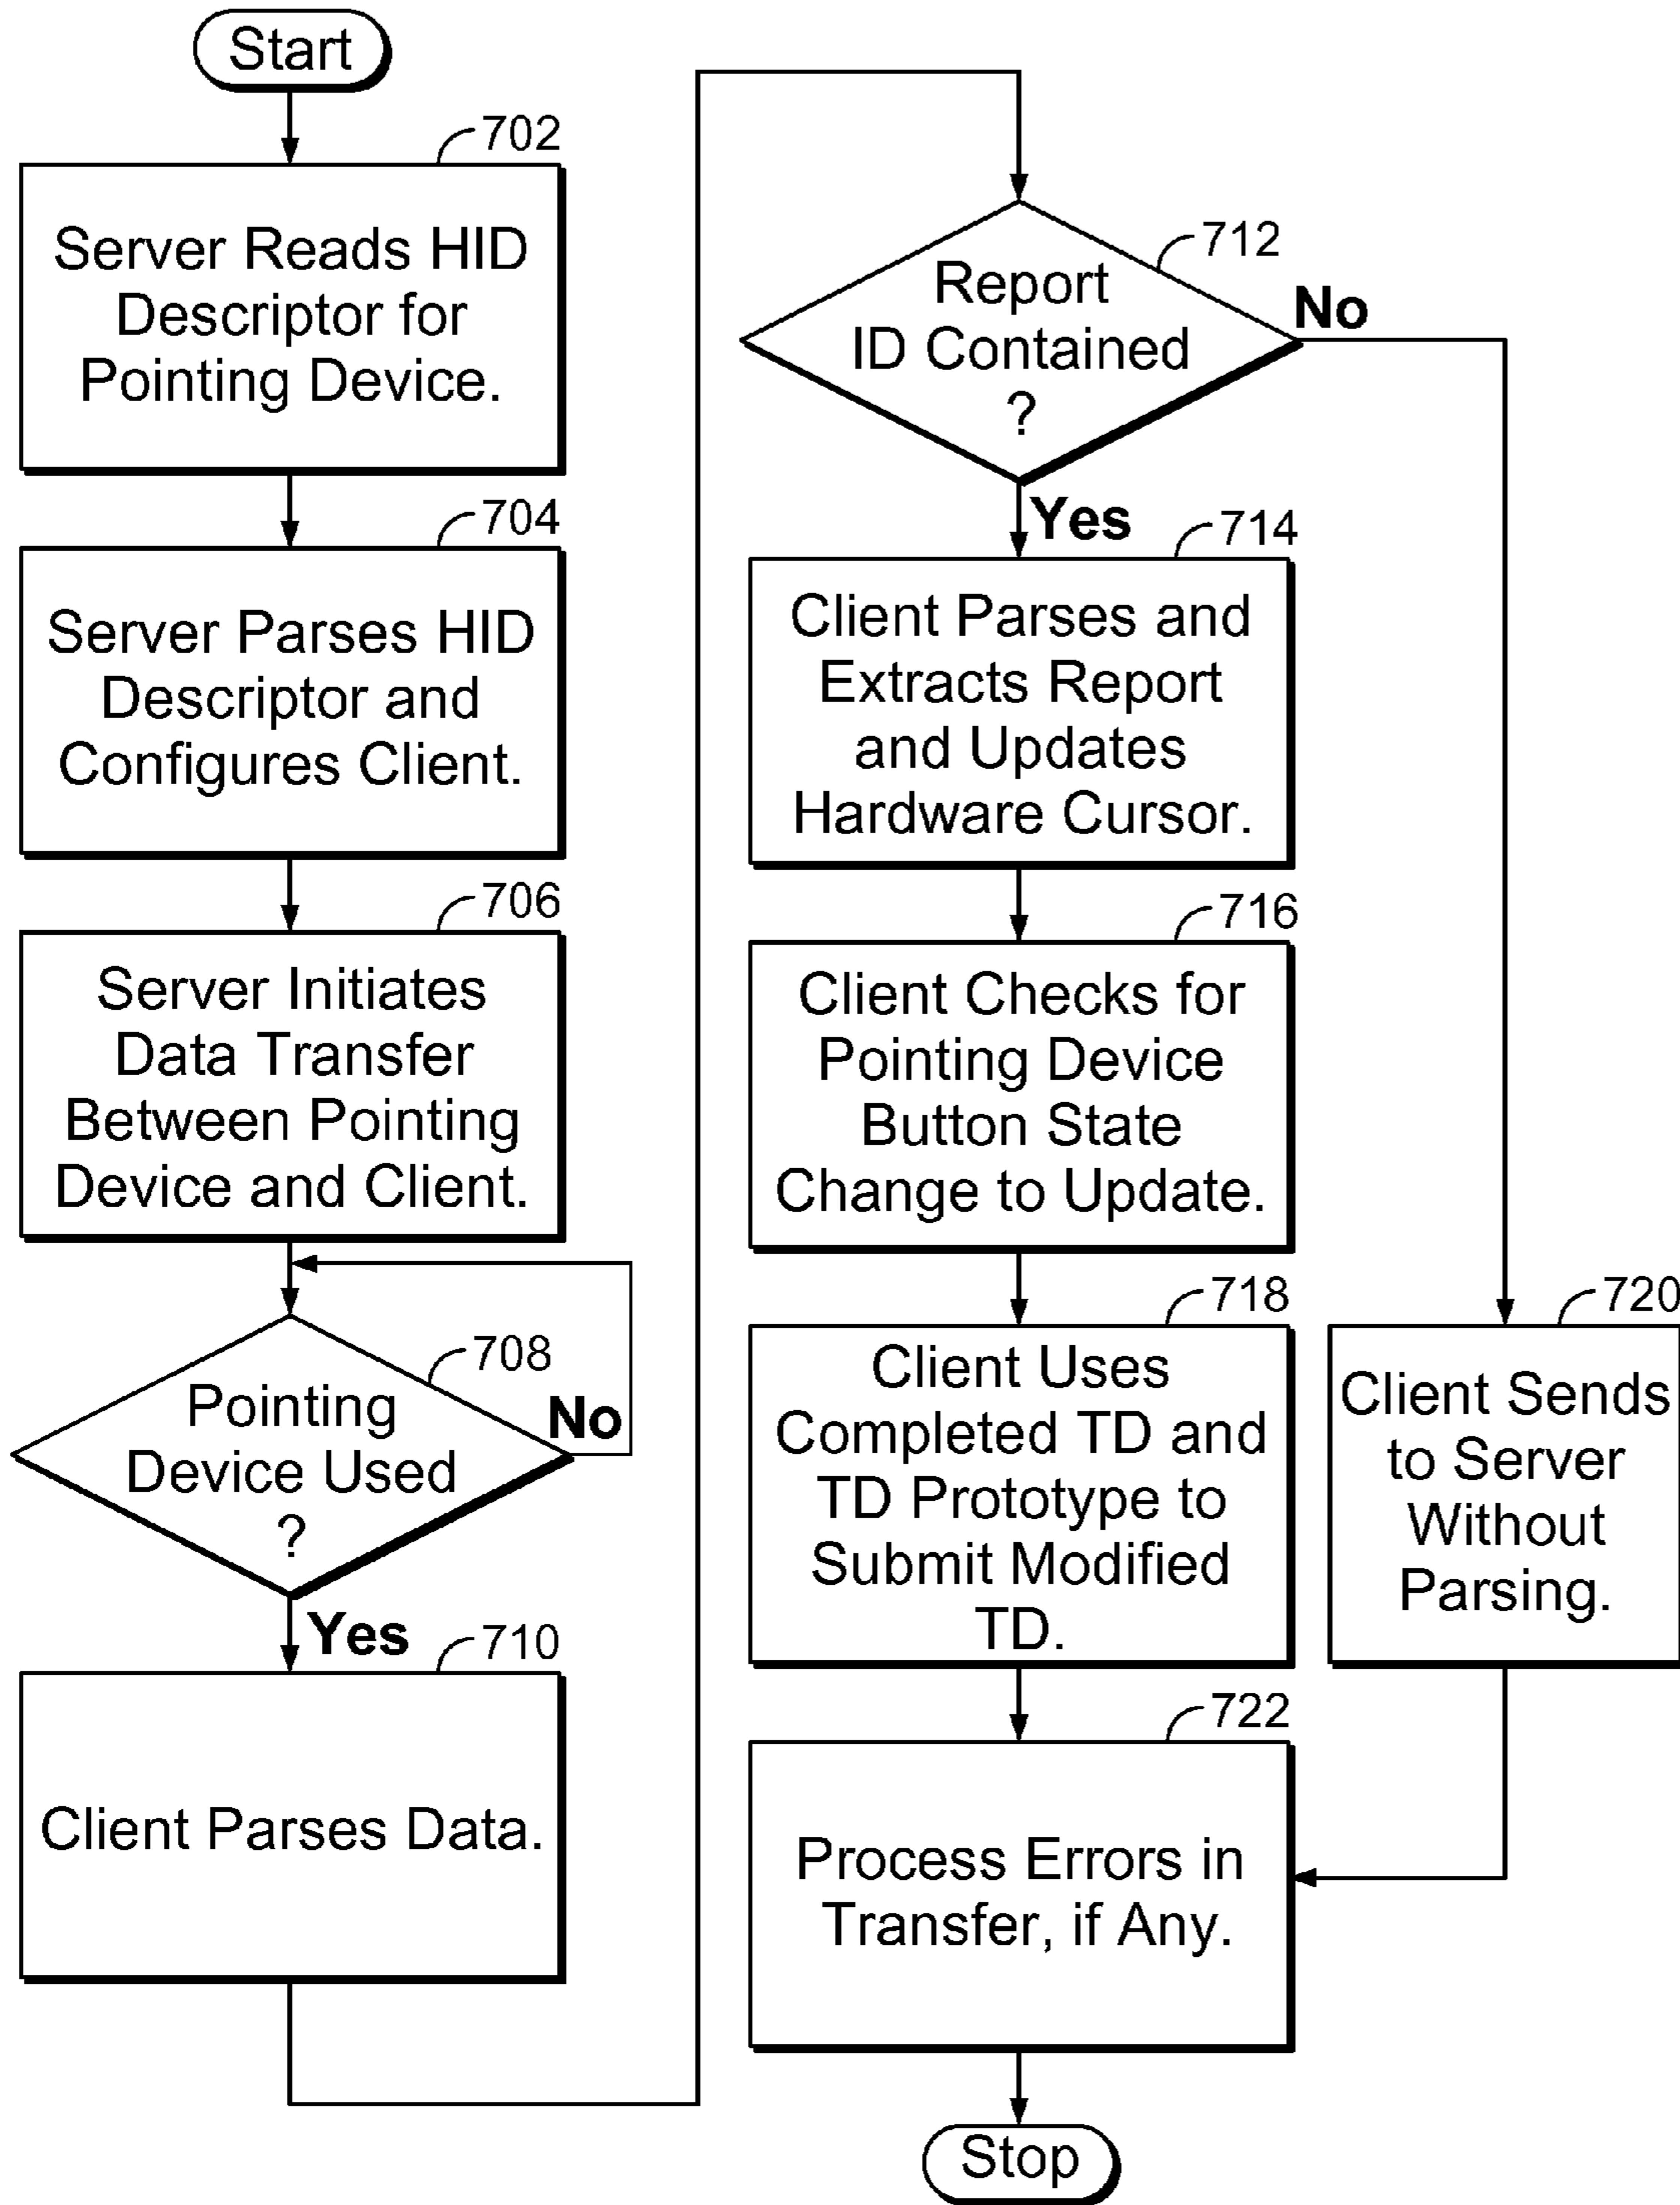 Start
702
Server Reads HID
Descriptor for
Pointing Device.
704
Server Parses HID
Descriptor and
Configures Client.
706
Server Initiates
Data Transfer
Between Pointing
Device and Client.
708
Pointing
Device Used
?
No
Yes
710
Client Parses Data.
712
Report
ID Contained
?
No
Yes
714
Client Parses and
Extracts Report
and Updates
Hardware Cursor.
716
Client Checks for
Pointing Device
Button State
Change to Update.
718
Client Uses
Completed TD and
TD Prototype to
Submit Modified
TD.
720
Client Sends
to Server
Without
Parsing.
722
Process Errors in
Transfer, if Any.
Stop